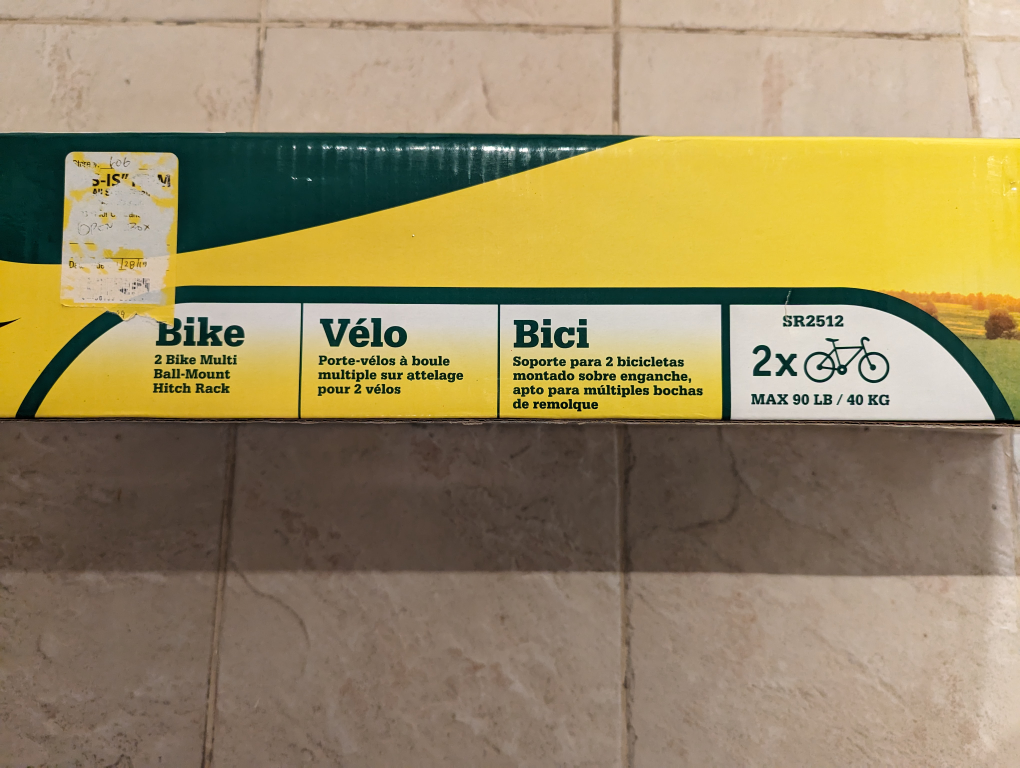 606
Bike
2 Bike Multi
Ball-Mount
Hitch Rack
Vélo
Porte-vélos à boule
multiple sur attelage
pour 2 vélos
Bici
Soporte para 2 bicicletas
montado sobre enganche,
apto para múltiples bochas
de remolque
SR2512
2x
MAX 90 LB / 40 KG